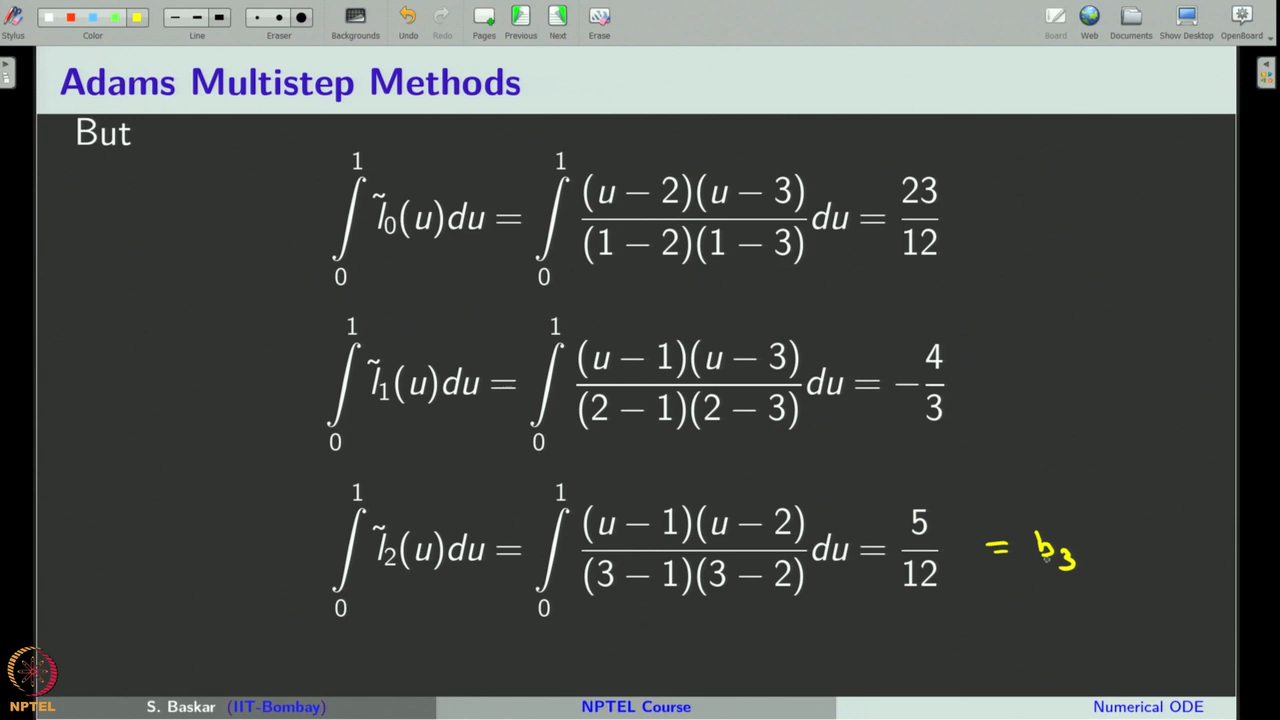 Stylus Color Line Eraser Backgrounds Undo Redo Pages Previous Next Erase Board Web Documents Show Desktop OpenBoard
Adams Multistep Methods
But
∫₀¹ l̃₀(u)du = ∫₀¹ (u − 2)(u − 3) / (1 − 2)(1 − 3) du = 23/12
∫₀¹ l̃₁(u)du = ∫₀¹ (u − 1)(u − 3) / (2 − 1)(2 − 3) du = −4/3
∫₀¹ l̃₂(u)du = ∫₀¹ (u − 1)(u − 2) / (3 − 1)(3 − 2) du = 5/12 = b₃
NPTEL
S. Baskar (IIT-Bombay) NPTEL Course Numerical ODE